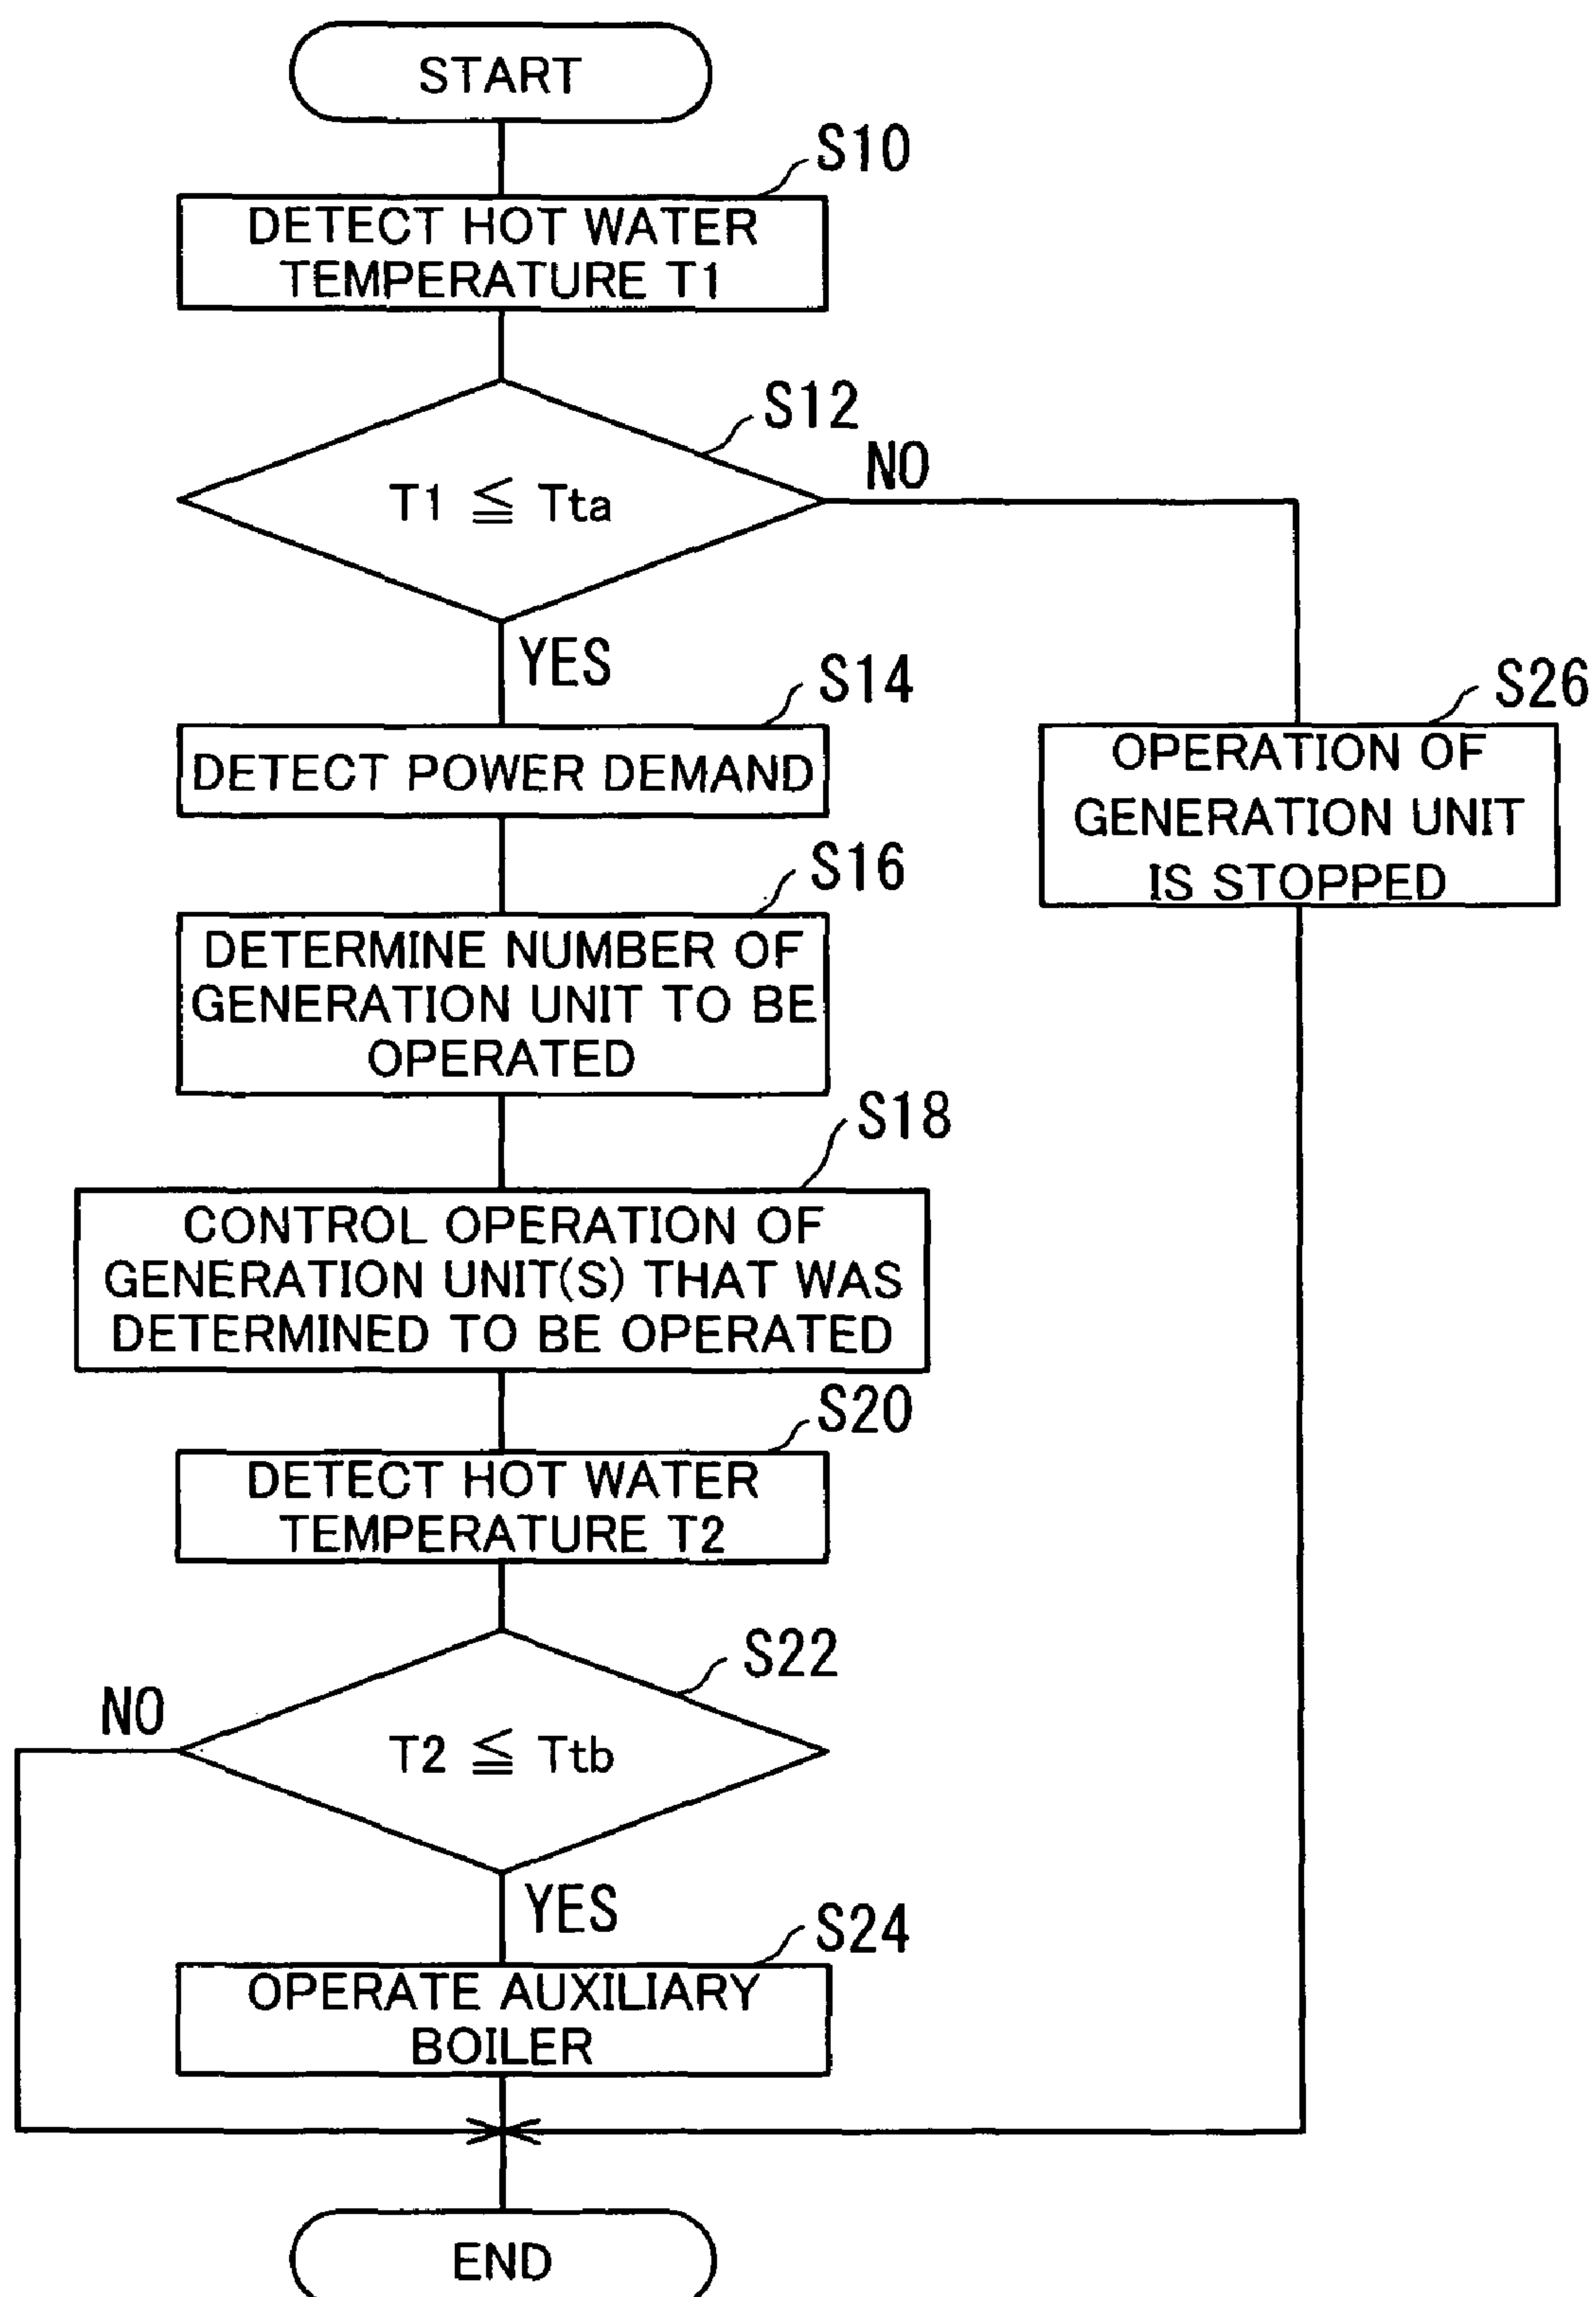 START
S10
DETECT HOT WATER
TEMPERATURE T1
S12
T1 ≦ Tta
NO
YES
S14
DETECT POWER DEMAND
S26
OPERATION OF
GENERATION UNIT
IS STOPPED
S16
DETERMINE NUMBER OF
GENERATION UNIT TO BE
OPERATED
S18
CONTROL OPERATION OF
GENERATION UNIT(S) THAT WAS
DETERMINED TO BE OPERATED
S20
DETECT HOT WATER
TEMPERATURE T2
S22
NO
T2 ≦ Ttb
YES
S24
OPERATE AUXILIARY
BOILER
END